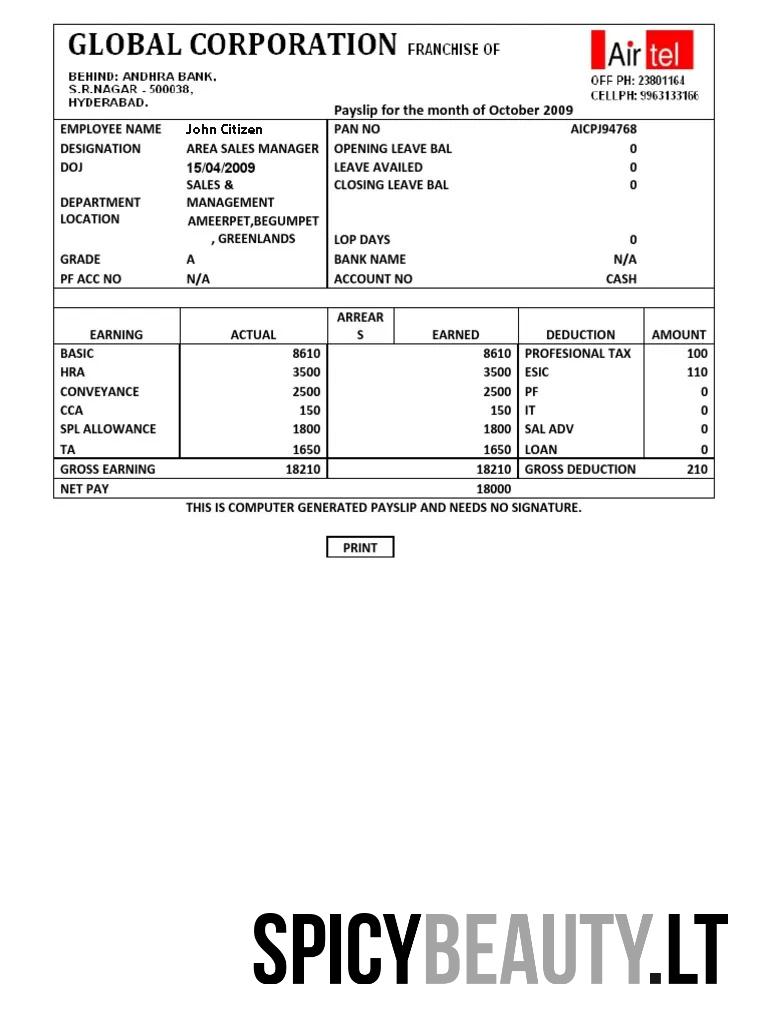 GLOBAL CORPORATION FRANCHISE OF Airtel
BEHIND: ANDHRA BANK,
S.R.NAGAR - 500038,
HYDERABAD.
OFF PH: 23801164
CELLPH: 9963133166
Payslip for the month of October 2009
EMPLOYEE NAME John Citizen PAN NO AICPJ94768
DESIGNATION AREA SALES MANAGER OPENING LEAVE BAL 0
DOJ 15/04/2009 LEAVE AVAILED 0
SALES & CLOSING LEAVE BAL 0
DEPARTMENT MANAGEMENT
LOCATION AMEERPET,BEGUMPET
, GREENLANDS LOP DAYS 0
GRADE A BANK NAME N/A
PF ACC NO N/A ACCOUNT NO CASH
ARREAR
EARNING ACTUAL S EARNED DEDUCTION AMOUNT
BASIC 8610 8610 PROFESIONAL TAX 100
HRA 3500 3500 ESIC 110
CONVEYANCE 2500 2500 PF 0
CCA 150 150 IT 0
SPL ALLOWANCE 1800 1800 SAL ADV 0
TA 1650 1650 LOAN 0
GROSS EARNING 18210 18210 GROSS DEDUCTION 210
NET PAY 18000
THIS IS COMPUTER GENERATED PAYSLIP AND NEEDS NO SIGNATURE.
PRINT
SPICYBEAUTY.LT